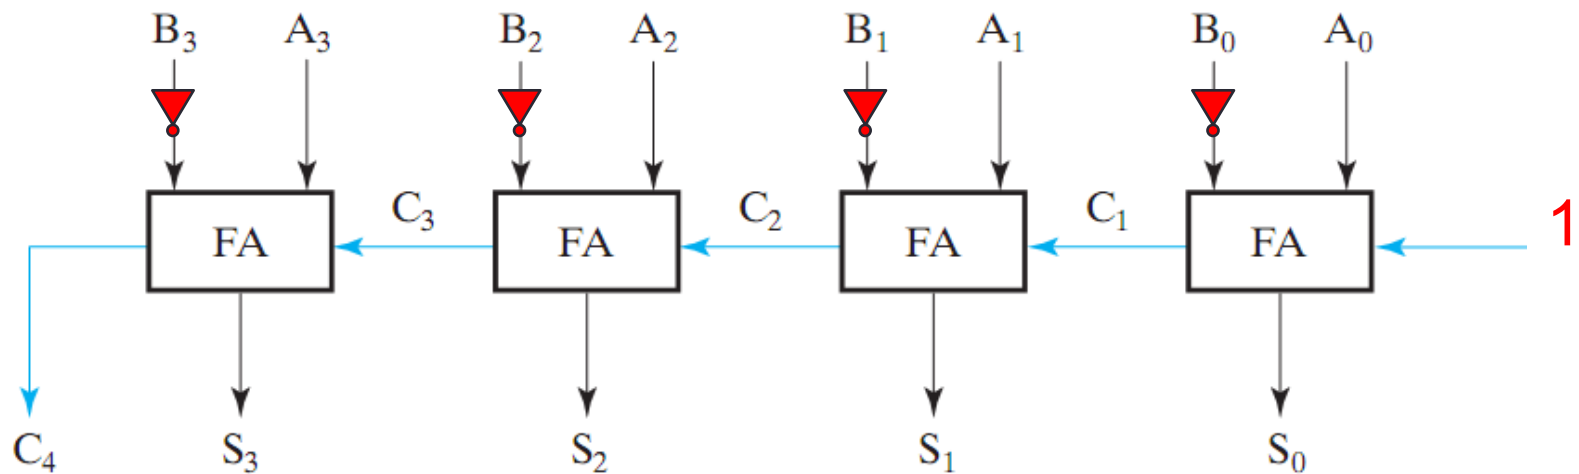 B₃ A₃ B₂ A₂ B₁ A₁ B₀ A₀
C₃ C₂ C₁ 1
FA FA FA FA
C₄ S₃ S₂ S₁ S₀